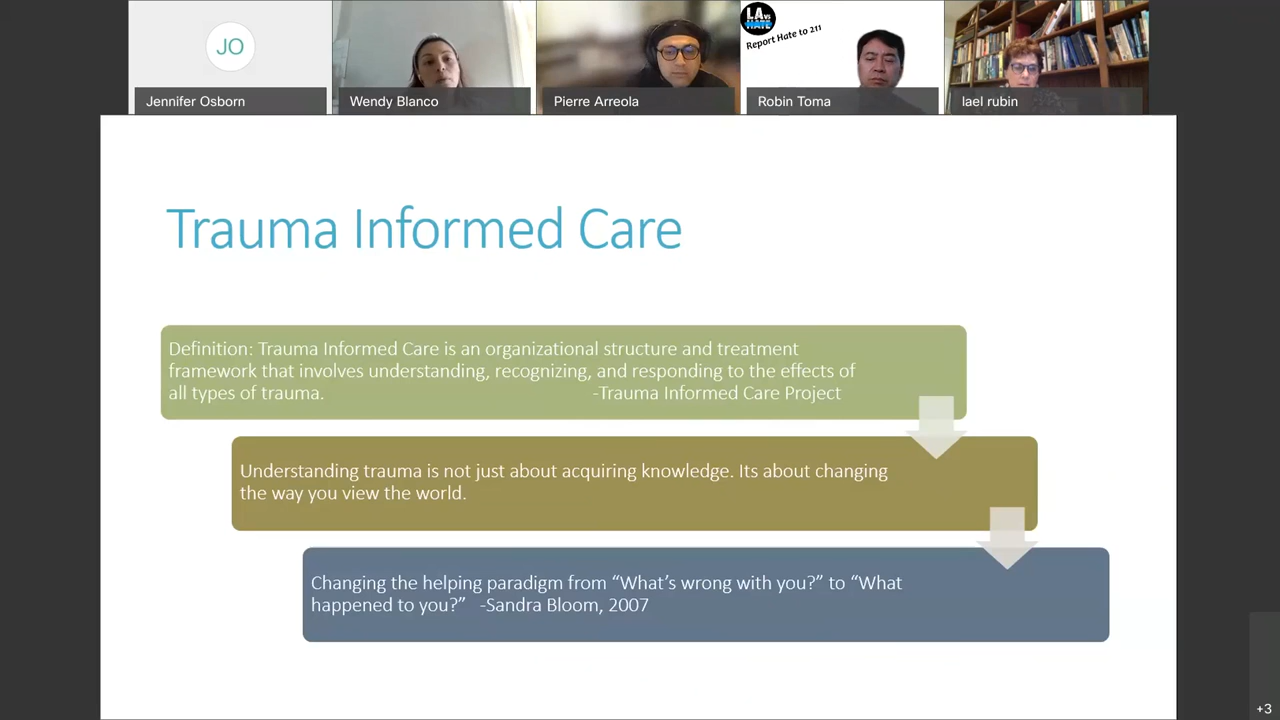 JO
LA vs HATE
Report Hate to 211
Jennifer Osborn
Wendy Blanco
Pierre Arreola
Robin Toma
lael rubin
Trauma Informed Care
Definition: Trauma Informed Care is an organizational structure and treatment
framework that involves understanding, recognizing, and responding to the effects of
all types of trauma. -Trauma Informed Care Project
Understanding trauma is not just about acquiring knowledge. Its about changing
the way you view the world.
Changing the helping paradigm from “What’s wrong with you?” to “What
happened to you?” -Sandra Bloom, 2007
+3